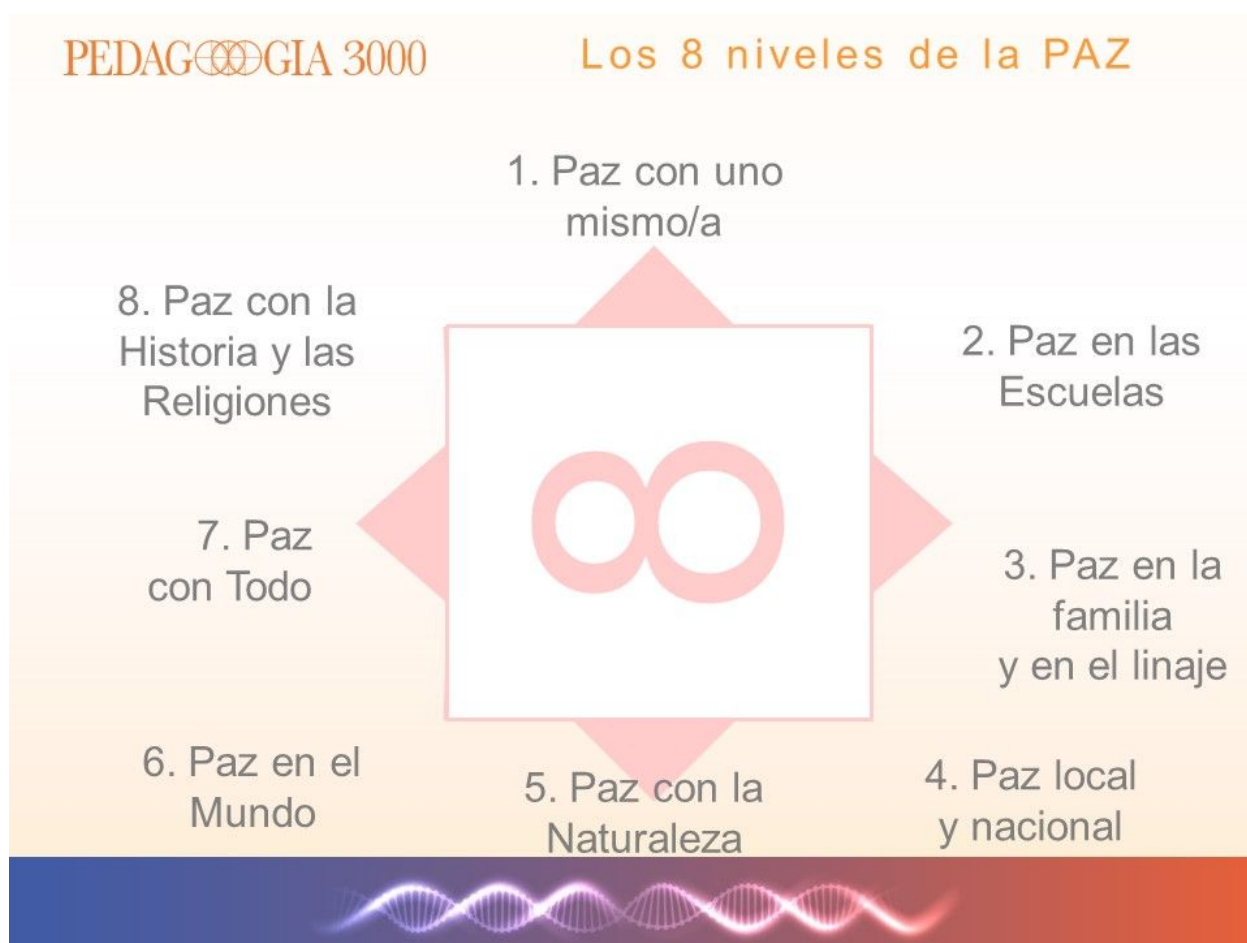 PEDAGOOOGIA 3000
Los 8 niveles de la PAZ
1. Paz con uno
mismo/a
2. Paz en las
Escuelas
3. Paz en la
familia
y en el linaje
4. Paz local
y nacional
5. Paz con la
Naturaleza
6. Paz en el
Mundo
7. Paz
con Todo
8. Paz con la
Historia y las
Religiones
8